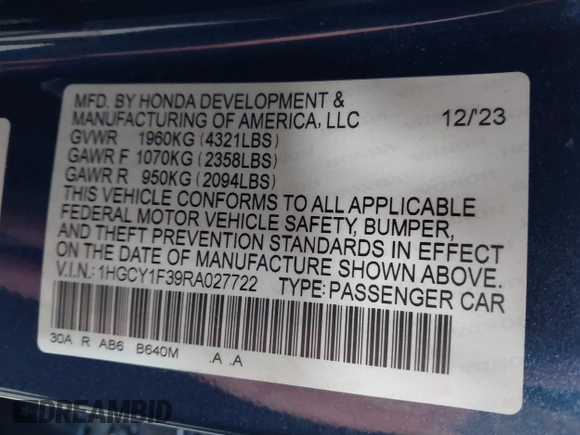 MFD. BY HONDA DEVELOPMENT &
MANUFACTURING OF AMERICA, LLC 12/'23
GVWR 1960KG (4321LBS)
GAWR F 1070KG (2358LBS)
GAWR R 950KG (2094LBS)
THIS VEHICLE CONFORMS TO ALL APPLICABLE
FEDERAL MOTOR VEHICLE SAFETY, BUMPER,
AND THEFT PREVENTION STANDARDS IN EFFECT
ON THE DATE OF MANUFACTURE SHOWN ABOVE.
V.I.N.: 1HGCY1F39RA027722 TYPE: PASSENGER CAR
30A R AB6 B640M .A .A
DREAMBID